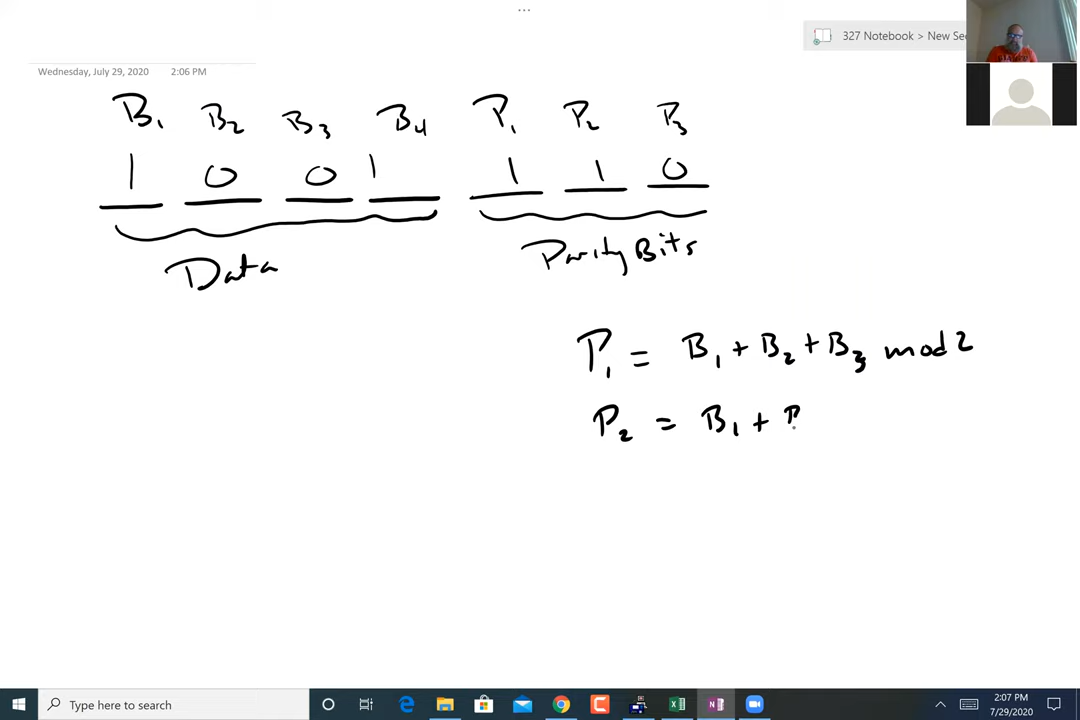 327 Notebook > New Sec
Wednesday, July 29, 2020 2:06 PM
B₁ B₂ B₃ B₄ P₁ P₂ P₃
1 0 0 1 1 1 0
Data Parity Bits
P₁ = B₁ + B₂ + B₃ mod 2
P₂ = B₁ +
Type here to search
2:07 PM
7/29/2020